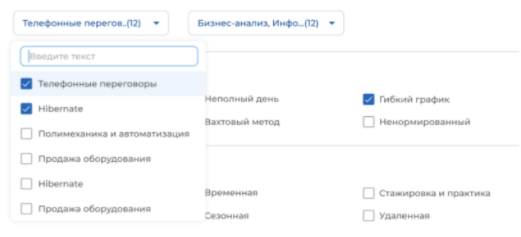 Телефонные перегов..(12) Бизнес-анализ, Инфо...(12)
Введите текст
Телефонные переговоры
Hibernate
Полимеханика и автоматизация
Продажа оборудования
Hibernate
Продажа оборудования
Неполный день Гибкий график
Вахтовый метод Ненормированный
Временная Стажировка и практика
Сезонная Удаленная